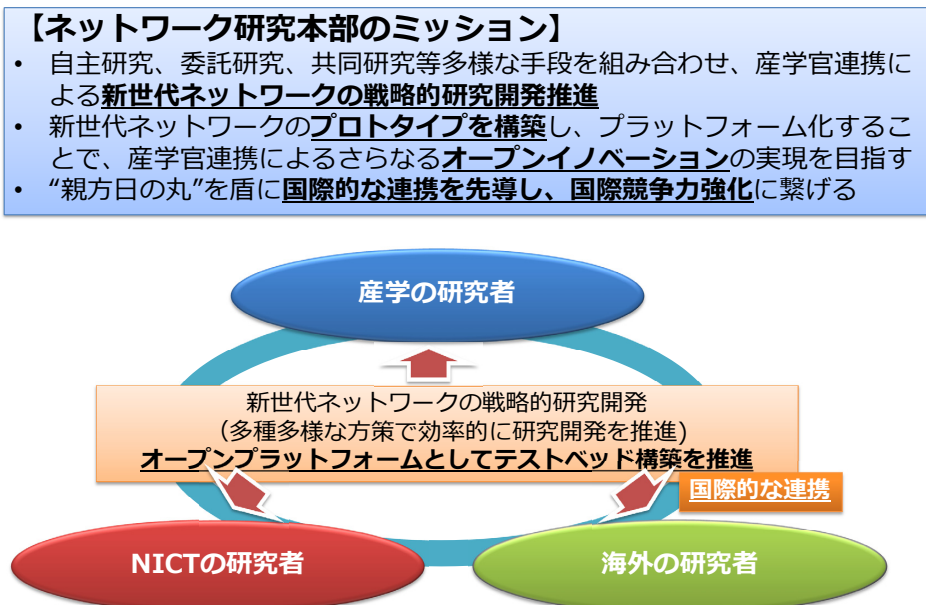 【ネットワーク研究本部のミッション】
• 自主研究、委託研究、共同研究等多様な手段を組み合わせ、産学官連携に
よる新世代ネットワークの戦略的研究開発推進
• 新世代ネットワークのプロトタイプを構築し、プラットフォーム化するこ
とで、産学官連携によるさらなるオープンイノベーションの実現を目指す
• “親方日の丸”を盾に国際的な連携を先導し、国際競争力強化に繋げる
産学の研究者
新世代ネットワークの戦略的研究開発
（多種多様な方策で効率的に研究開発を推進)
オープンプラットフォームとしてテストベッド構築を推進
国際的な連携
NICTの研究者
海外の研究者